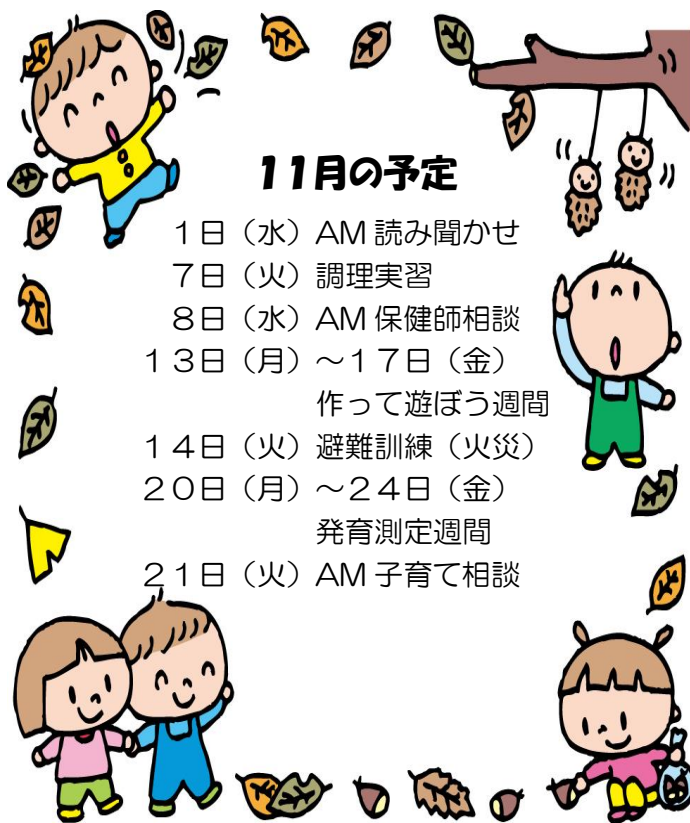 11月の予定
1日（水）AM 読み聞かせ
7日（火）調理実習
8日（水）AM 保健師相談
13日（月）～17日（金）
作って遊ぼう週間
14日（火）避難訓練（火災）
20日（月）～24日（金）
発育測定週間
21日（火）AM 子育て相談